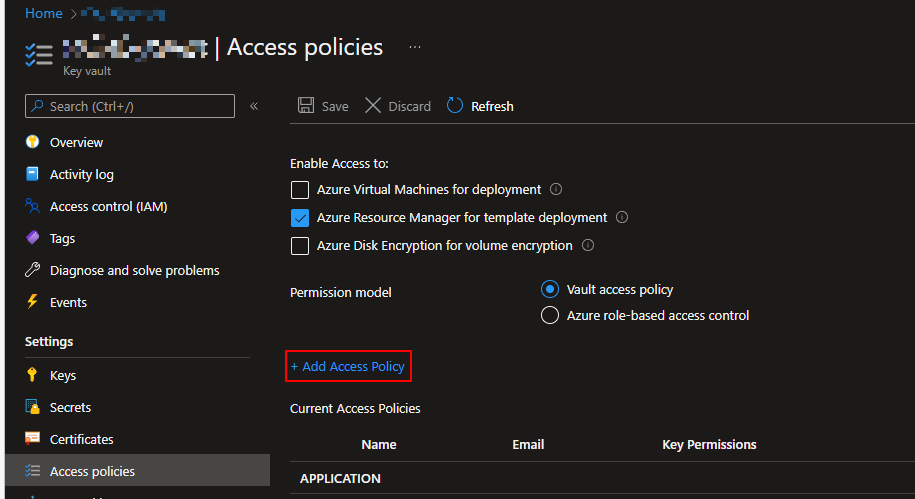 Home >
| Access policies ...
Key vault
Search (Ctrl+/) «
Save Discard Refresh
Overview
Activity log
Access control (IAM)
Tags
Diagnose and solve problems
Events
Settings
Keys
Secrets
Certificates
Access policies
Enable Access to:
Azure Virtual Machines for deployment
Azure Resource Manager for template deployment
Azure Disk Encryption for volume encryption
Permission model
Vault access policy
Azure role-based access control
+ Add Access Policy
Current Access Policies
Name Email Key Permissions
APPLICATION